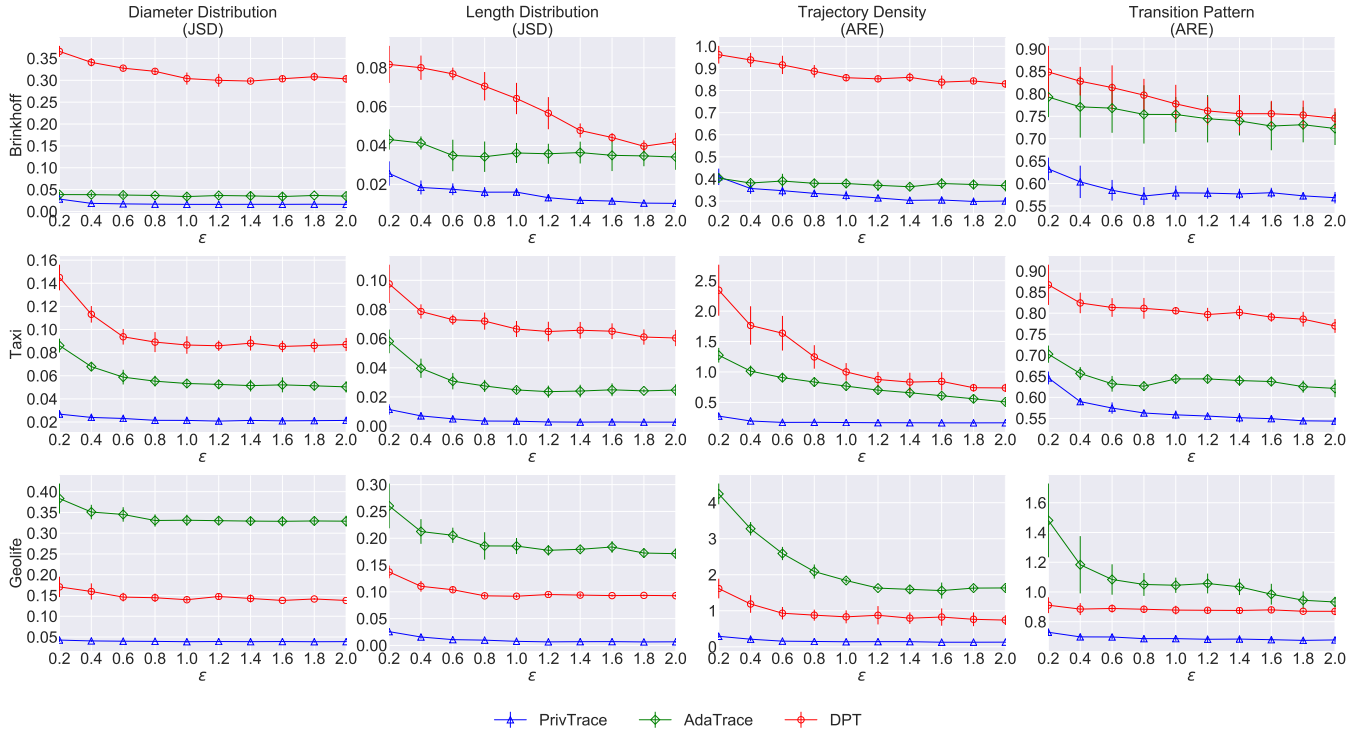 Diameter Distribution
(JSD)
Length Distribution
(JSD)
Trajectory Density
(ARE)
Transition Pattern
(ARE)
Brinkhoff
0.35
0.30
0.25
0.20
0.15
0.10
0.05
0.00
0.2 0.4 0.6 0.8 1.0 1.2 1.4 1.6 1.8 2.0
ε
0.08
0.06
0.04
0.02
0.2 0.4 0.6 0.8 1.0 1.2 1.4 1.6 1.8 2.0
ε
1.0
0.9
0.8
0.7
0.6
0.5
0.4
0.3
0.2 0.4 0.6 0.8 1.0 1.2 1.4 1.6 1.8 2.0
ε
0.90
0.85
0.80
0.75
0.70
0.65
0.60
0.55
0.2 0.4 0.6 0.8 1.0 1.2 1.4 1.6 1.8 2.0
ε
Taxi
0.16
0.14
0.12
0.10
0.08
0.06
0.04
0.02
0.2 0.4 0.6 0.8 1.0 1.2 1.4 1.6 1.8 2.0
ε
0.10
0.08
0.06
0.04
0.02
0.00
0.2 0.4 0.6 0.8 1.0 1.2 1.4 1.6 1.8 2.0
ε
2.5
2.0
1.5
1.0
0.5
0.2 0.4 0.6 0.8 1.0 1.2 1.4 1.6 1.8 2.0
ε
0.90
0.85
0.80
0.75
0.70
0.65
0.60
0.55
0.2 0.4 0.6 0.8 1.0 1.2 1.4 1.6 1.8 2.0
ε
Geolife
0.40
0.35
0.30
0.25
0.20
0.15
0.10
0.05
0.2 0.4 0.6 0.8 1.0 1.2 1.4 1.6 1.8 2.0
ε
0.30
0.25
0.20
0.15
0.10
0.05
0.00
0.2 0.4 0.6 0.8 1.0 1.2 1.4 1.6 1.8 2.0
ε
4
3
2
1
0
0.2 0.4 0.6 0.8 1.0 1.2 1.4 1.6 1.8 2.0
ε
1.6
1.4
1.2
1.0
0.8
0.2 0.4 0.6 0.8 1.0 1.2 1.4 1.6 1.8 2.0
ε
PrivTrace AdaTrace DPT